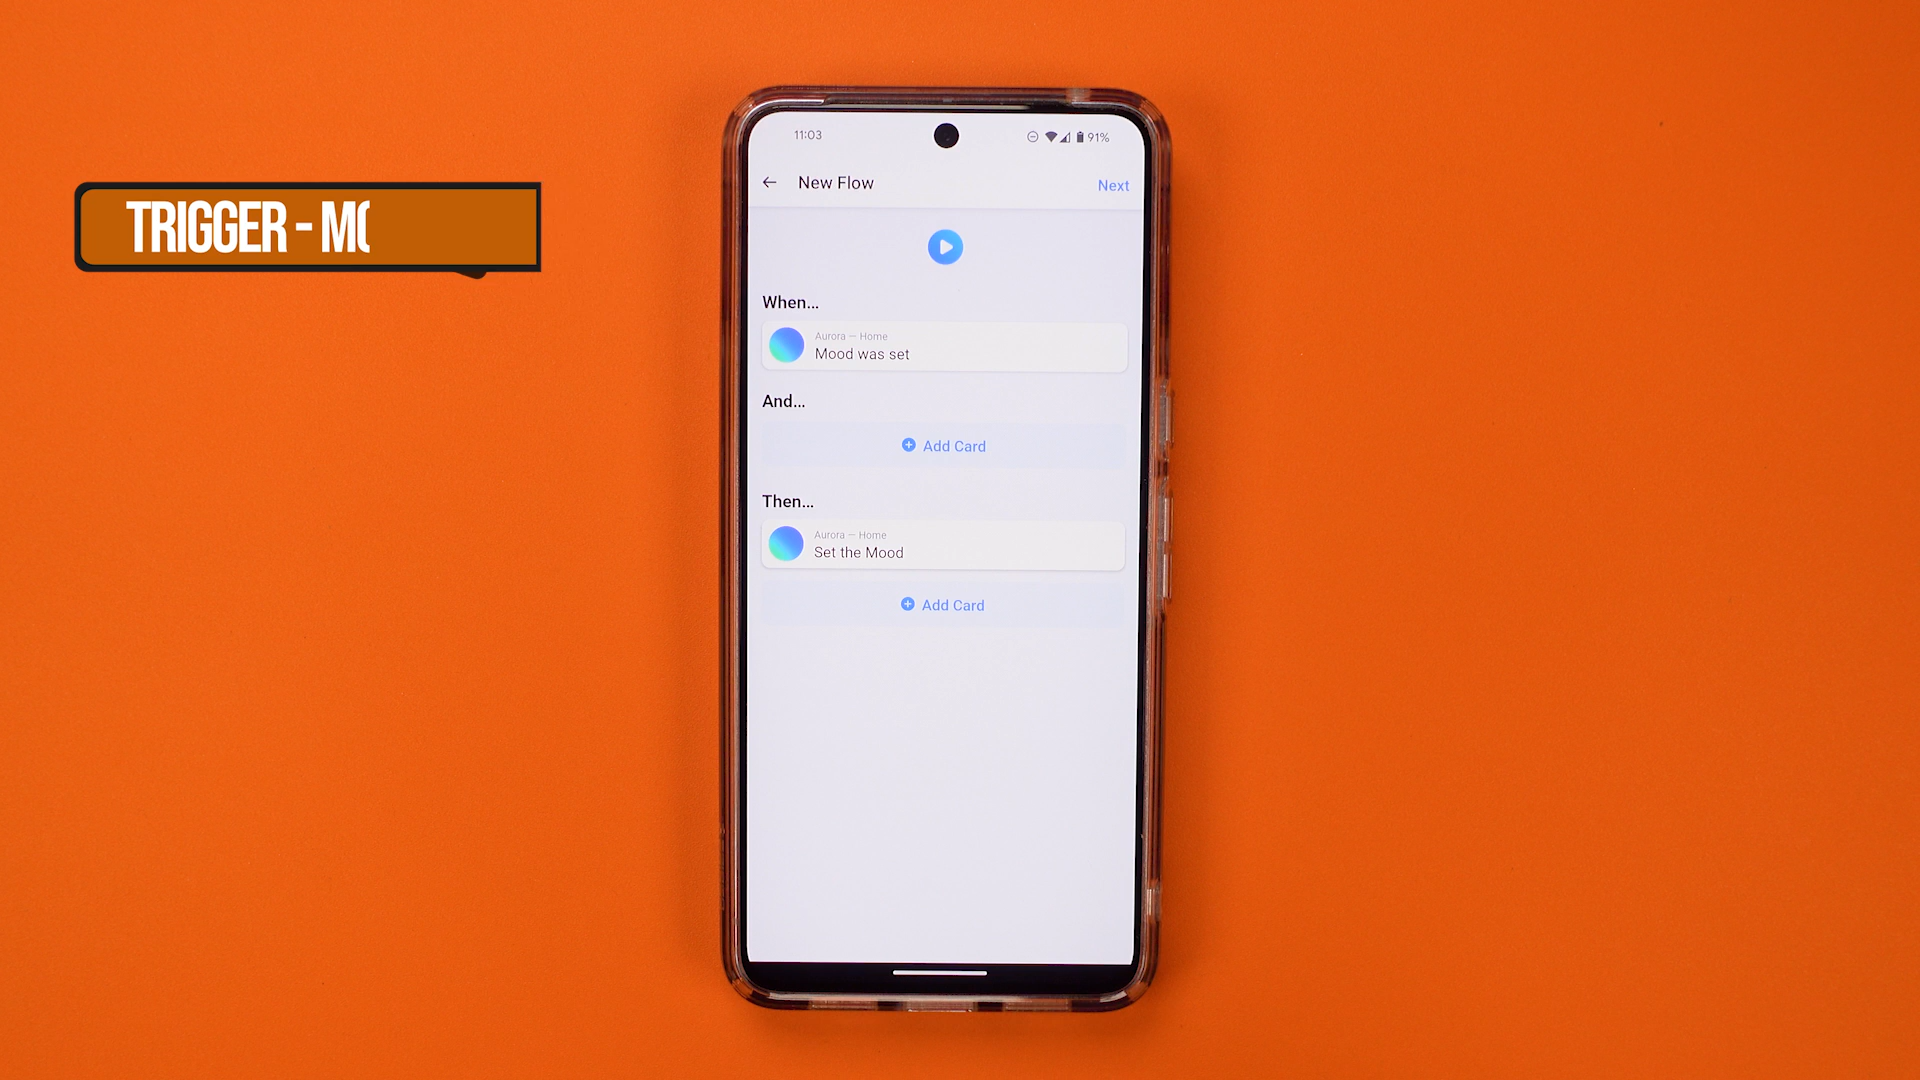 TRIGGER - MO
11:03
91%
New Flow
Next
When...
Aurora — Home
Mood was set
And...
Add Card
Then...
Aurora — Home
Set the Mood
Add Card